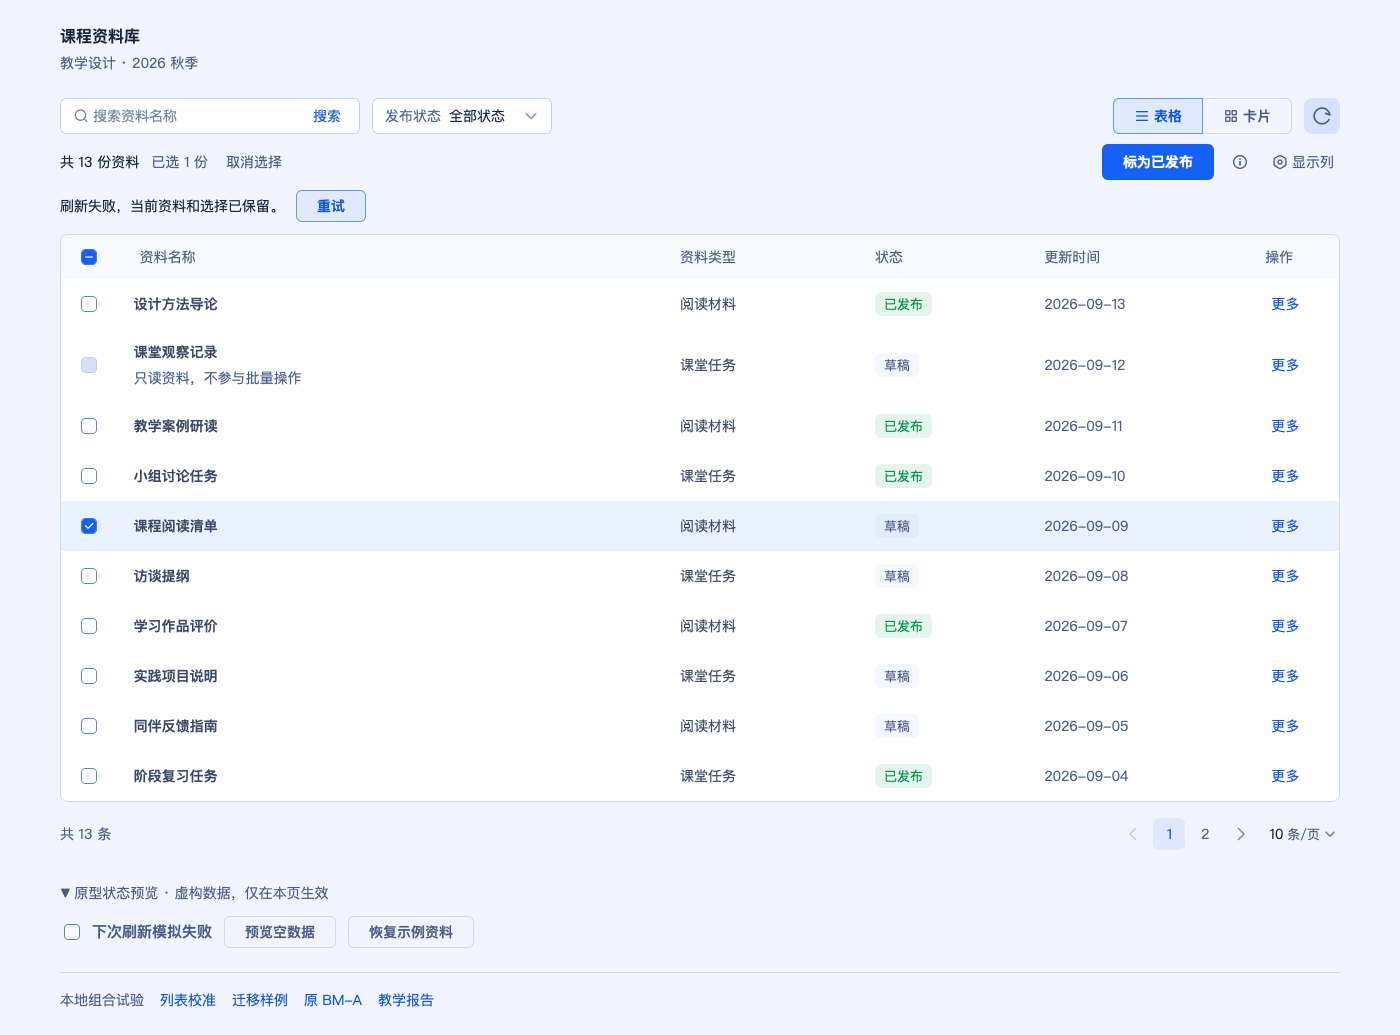 课程资料库
教学设计 · 2026 秋季
搜索资料名称 搜索 发布状态 全部状态 表格 卡片
共 13 份资料 已选 1 份 取消选择 标为已发布 显示列
刷新失败，当前资料和选择已保留。 重试
资料名称 资料类型 状态 更新时间 操作
设计方法导论 阅读材料 已发布 2026-09-13 更多
课堂观察记录
只读资料，不参与批量操作 课堂任务 草稿 2026-09-12 更多
教学案例研读 阅读材料 已发布 2026-09-11 更多
小组讨论任务 课堂任务 已发布 2026-09-10 更多
课程阅读清单 阅读材料 草稿 2026-09-09 更多
访谈提纲 课堂任务 草稿 2026-09-08 更多
学习作品评价 阅读材料 已发布 2026-09-07 更多
实践项目说明 课堂任务 草稿 2026-09-06 更多
同伴反馈指南 阅读材料 草稿 2026-09-05 更多
阶段复习任务 课堂任务 已发布 2026-09-04 更多
共 13 条 1 2 10 条/页
▼原型状态预览 · 虚构数据，仅在本页生效
下次刷新模拟失败 预览空数据 恢复示例资料
本地组合试验 列表校准 迁移样例 原 BM-A 教学报告